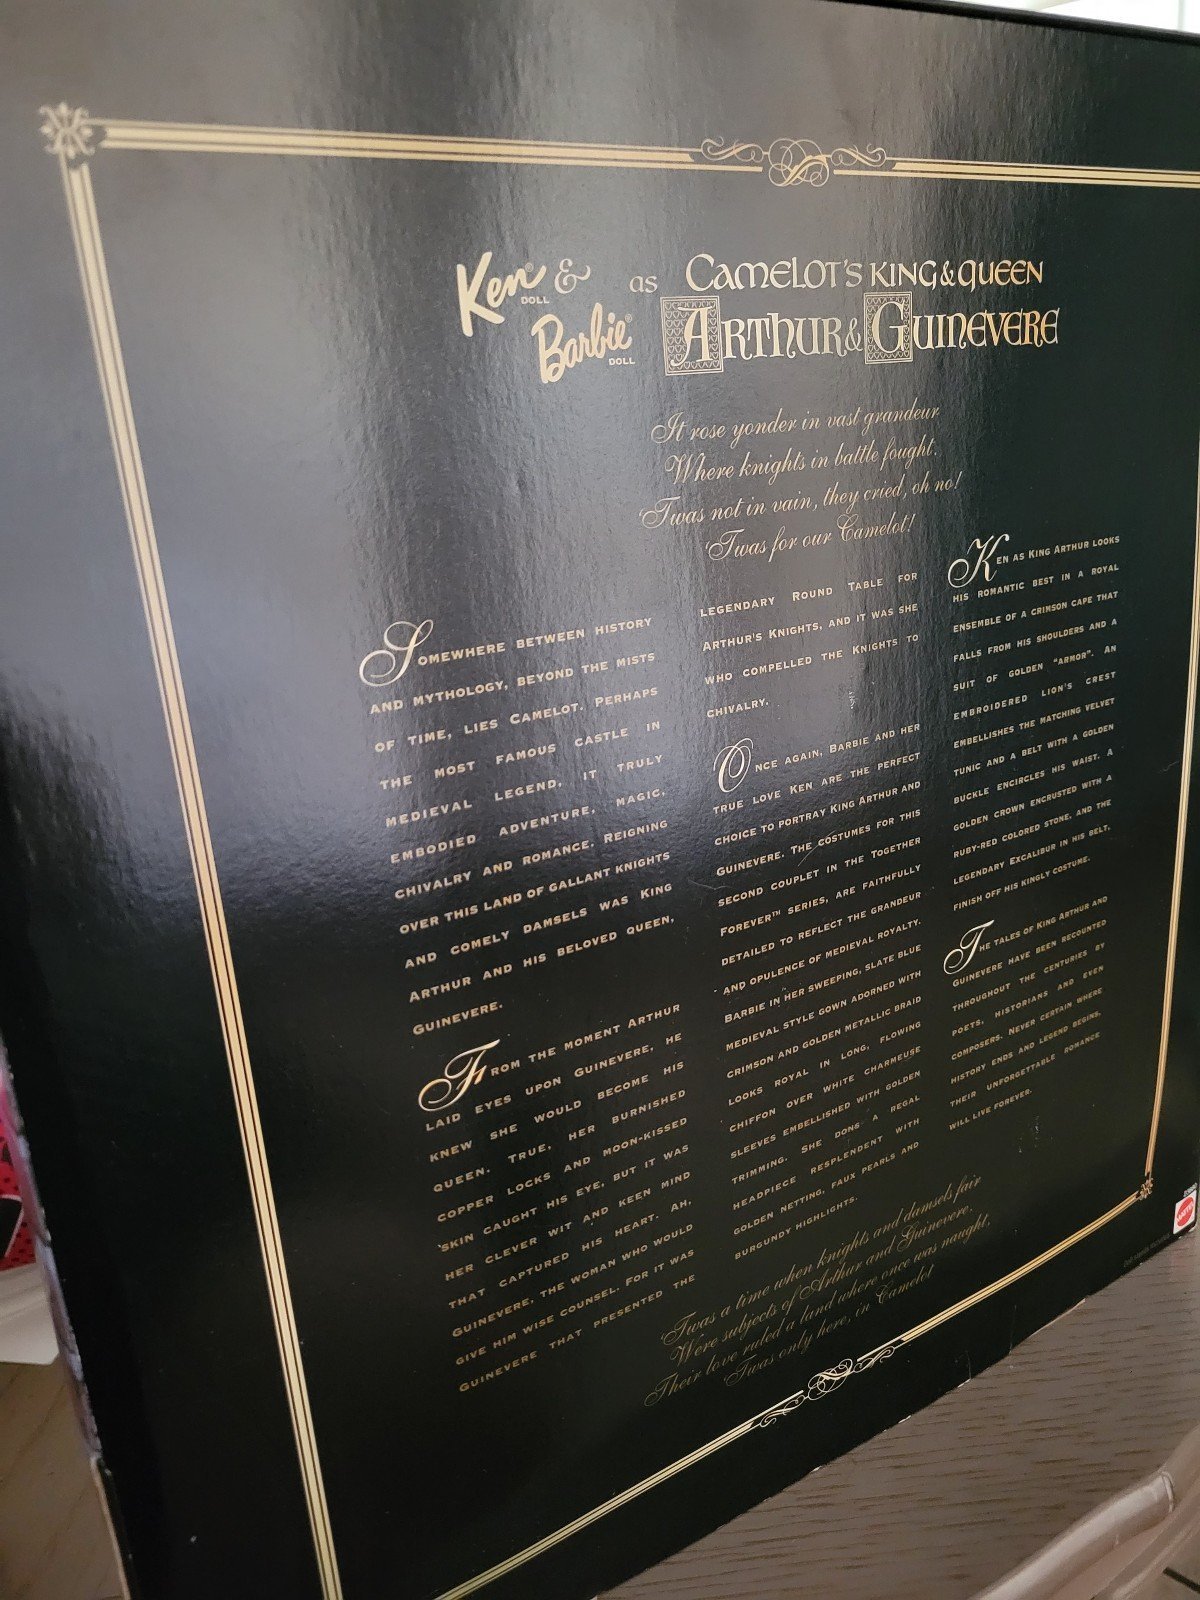 Ken® & Barbie® as CAMELOT'S KING & QUEEN
DOLL DOLL ARTHUR & GUINEVERE
It rose yonder in vast grandeur
Where knights in battle fought.
'Twas not in vain, they cried, oh no!
'Twas for our Camelot!
SOMEWHERE BETWEEN HISTORY
AND MYTHOLOGY, BEYOND THE MISTS
OF TIME, LIES CAMELOT. PERHAPS
THE MOST FAMOUS CASTLE IN
MEDIEVAL LEGEND, IT TRULY
EMBODIED ADVENTURE, MAGIC,
CHIVALRY AND ROMANCE. REIGNING
OVER THIS LAND OF GALLANT KNIGHTS
AND COMELY DAMSELS WAS KING
ARTHUR AND HIS BELOVED QUEEN,
GUINEVERE.
FROM THE MOMENT ARTHUR
LAID EYES UPON GUINEVERE, HE
KNEW SHE WOULD BECOME HIS
QUEEN. TRUE, HER BURNISHED
COPPER LOCKS AND MOON-KISSED
SKIN CAUGHT HIS EYE, BUT IT WAS
HER CLEVER WIT AND KEEN MIND
THAT CAPTURED HIS HEART. AH,
GUINEVERE, THE WOMAN WHO WOULD
GIVE HIM WISE COUNSEL. FOR IT WAS
GUINEVERE THAT PRESENTED THE
LEGENDARY ROUND TABLE FOR
ARTHUR'S KNIGHTS, AND IT WAS SHE
WHO COMPELLED THE KNIGHTS TO
CHIVALRY.
ONCE AGAIN, BARBIE AND HER
TRUE LOVE KEN ARE THE PERFECT
CHOICE TO PORTRAY KING ARTHUR AND
GUINEVERE. THE COSTUMES FOR THIS
SECOND COUPLET IN THE TOGETHER
FOREVER™ SERIES, ARE FAITHFULLY
DETAILED TO REFLECT THE GRANDEUR
AND OPULENCE OF MEDIEVAL ROYALTY.
BARBIE IN HER SWEEPING, SLATE BLUE
MEDIEVAL STYLE GOWN ADORNED WITH
CRIMSON AND GOLDEN METALLIC BRAID
LOOKS ROYAL IN LONG, FLOWING
CHIFFON OVER WHITE CHARMEUSE
SLEEVES EMBELLISHED WITH GOLDEN
TRIMMING. SHE DONS A REGAL
HEADPIECE RESPLENDENT WITH
GOLDEN NETTING, FAUX PEARLS AND
BURGUNDY HIGHLIGHTS.
KEN AS KING ARTHUR LOOKS
HIS ROMANTIC BEST IN A ROYAL
ENSEMBLE OF A CRIMSON CAPE THAT
FALLS FROM HIS SHOULDERS AND A
SUIT OF GOLDEN "ARMOR". AN
EMBROIDERED LION'S CREST
EMBELLISHES THE MATCHING VELVET
TUNIC AND A BELT WITH A GOLDEN
BUCKLE ENCIRCLES HIS WAIST. A
GOLDEN CROWN ENCRUSTED WITH A
RUBY-RED COLORED STONE, AND THE
LEGENDARY EXCALIBUR IN HIS BELT,
FINISH OFF HIS KINGLY COSTUME.
THE TALES OF KING ARTHUR AND
GUINEVERE HAVE BEEN RECOUNTED
THROUGHOUT THE CENTURIES BY
POETS, HISTORIANS AND EVEN
COMPOSERS. NEVER CERTAIN WHERE
HISTORY ENDS AND LEGEND BEGINS,
THEIR UNFORGETTABLE ROMANCE
WILL LIVE FOREVER.
'Twas a time when knights and damsels fair
Were subjects of Arthur and Guinevere.
Their love ruled a land where once was naught,
'Twas only here, in Camelot
MATTEL